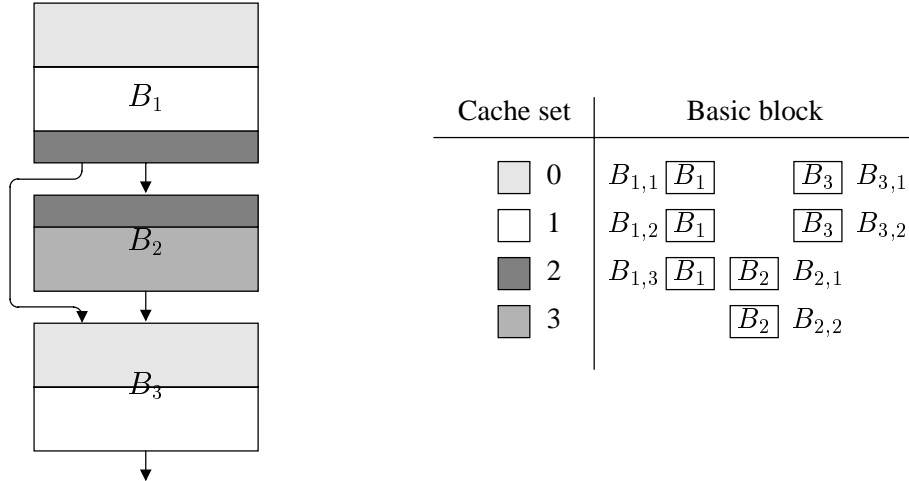 B₁
B₂
B₃
Cache set Basic block
0 B₁,₁ B₁ B₃ B₃,₁
1 B₁,₂ B₁ B₃ B₃,₂
2 B₁,₃ B₁ B₂ B₂,₁
3 B₂ B₂,₂